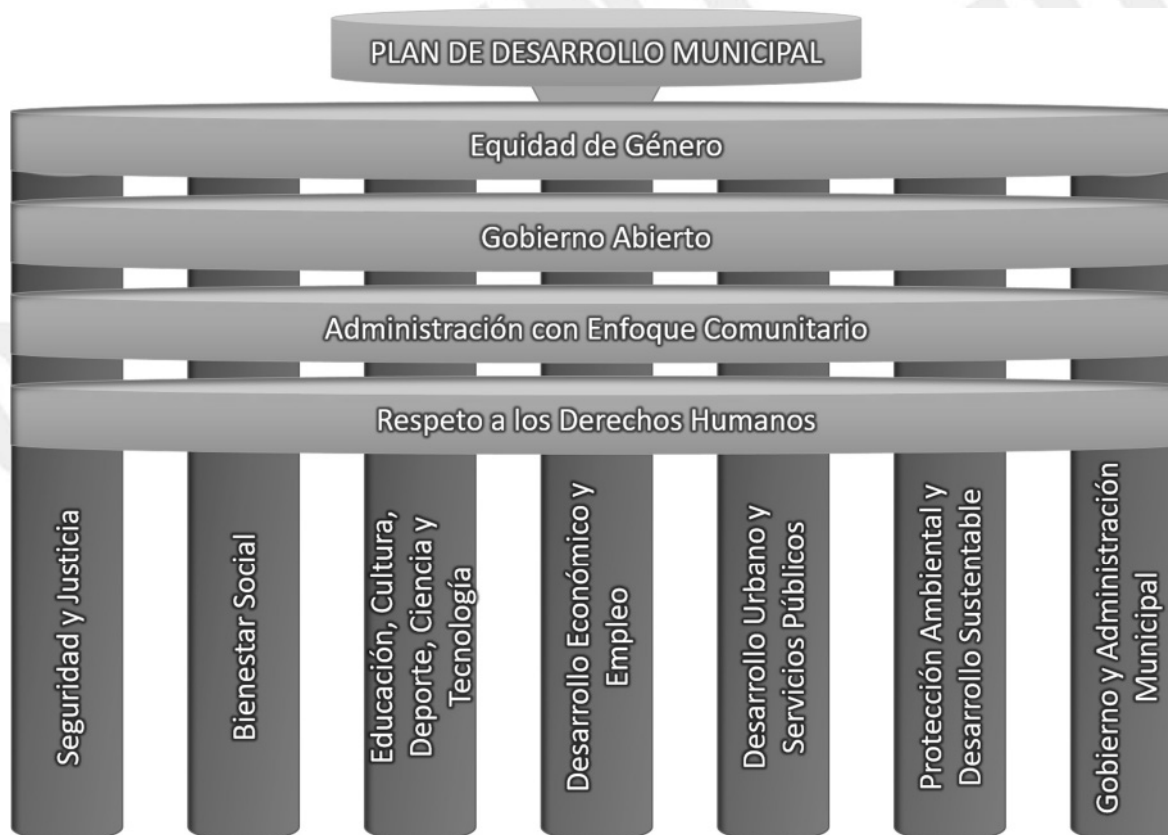 PLAN DE DESARROLLO MUNICIPAL
Equidad de Género
Gobierno Abierto
Administración con Enfoque Comunitario
Respeto a los Derechos Humanos
Seguridad y Justicia
Bienestar Social
Educación, Cultura,
Deporte, Ciencia y
Tecnología
Desarrollo Económico y
Empleo
Desarrollo Urbano y
Servicios Públicos
Protección Ambiental y
Desarrollo Sustentable
Gobierno y Administración
Municipal